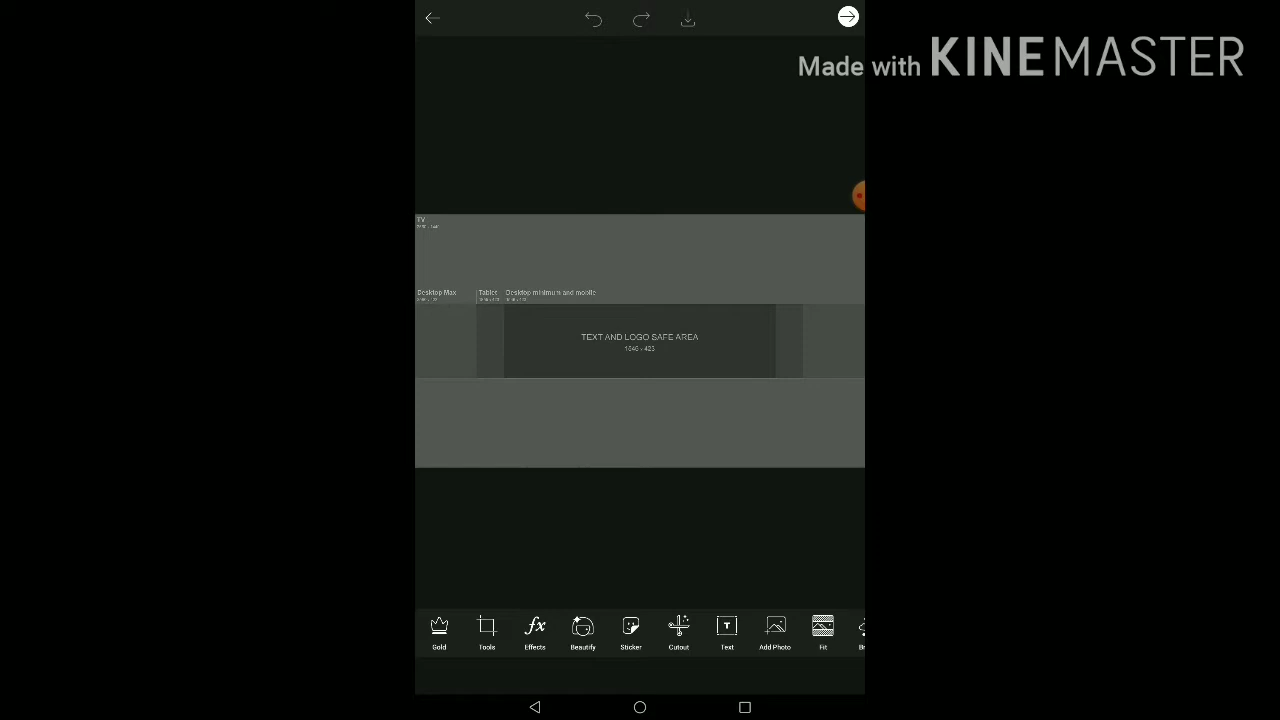 Made with KINEMASTER
TV
Desktop Max
Tablet
Desktop minimum and mobile
TEXT AND LOGO SAFE AREA
Gold
Tools
Effects
Beautify
Sticker
Cutout
T
Text
Add Photo
Fit